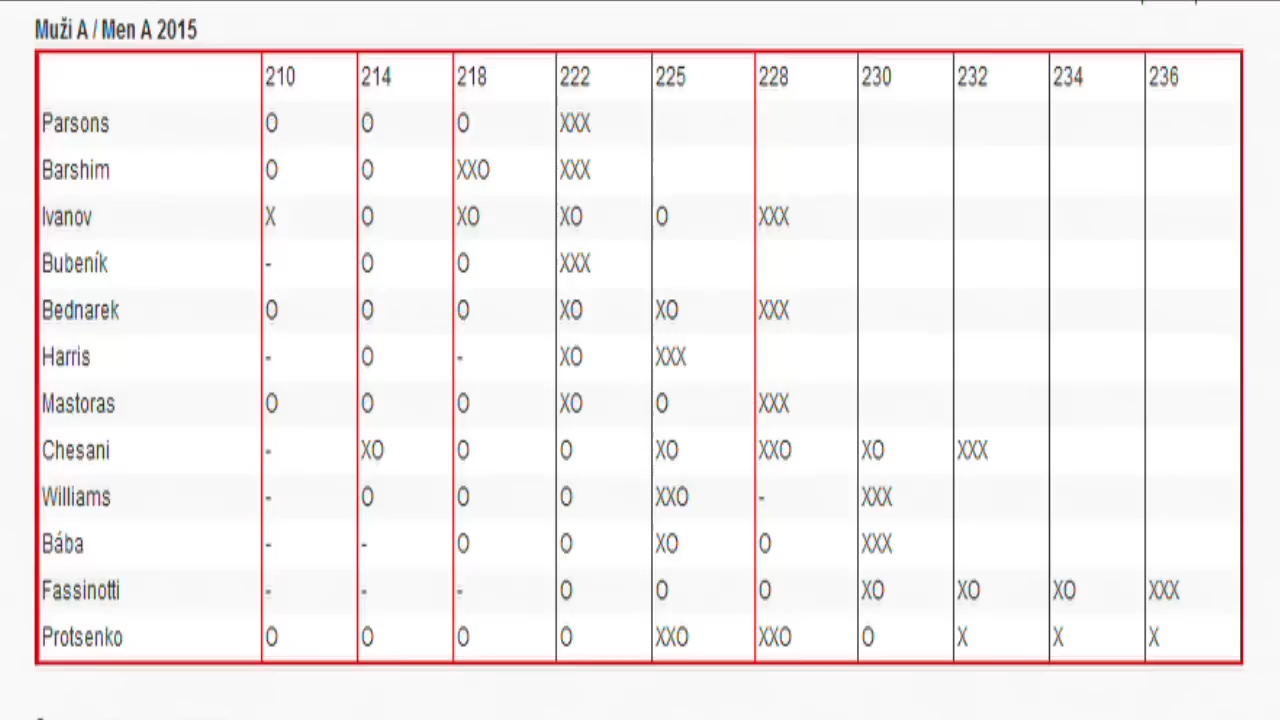 Muži A / Men A 2015
210 214 218 222 225 228 230 232 234 236
Parsons O O O XXX
Barshim O O XXO XXX
Ivanov X O XO XO O XXX
Bubeník - O O XXX
Bednarek O O O XO XO XXX
Harris - O - XO XXX
Mastoras O O O XO O XXX
Chesani - XO O O XO XXO XO XXX
Williams - O O O XXO - XXX
Bába - - O O XO O XXX
Fassinotti - - - O O O XO XO XO XXX
Protsenko O O O O XXO XXO O X X X